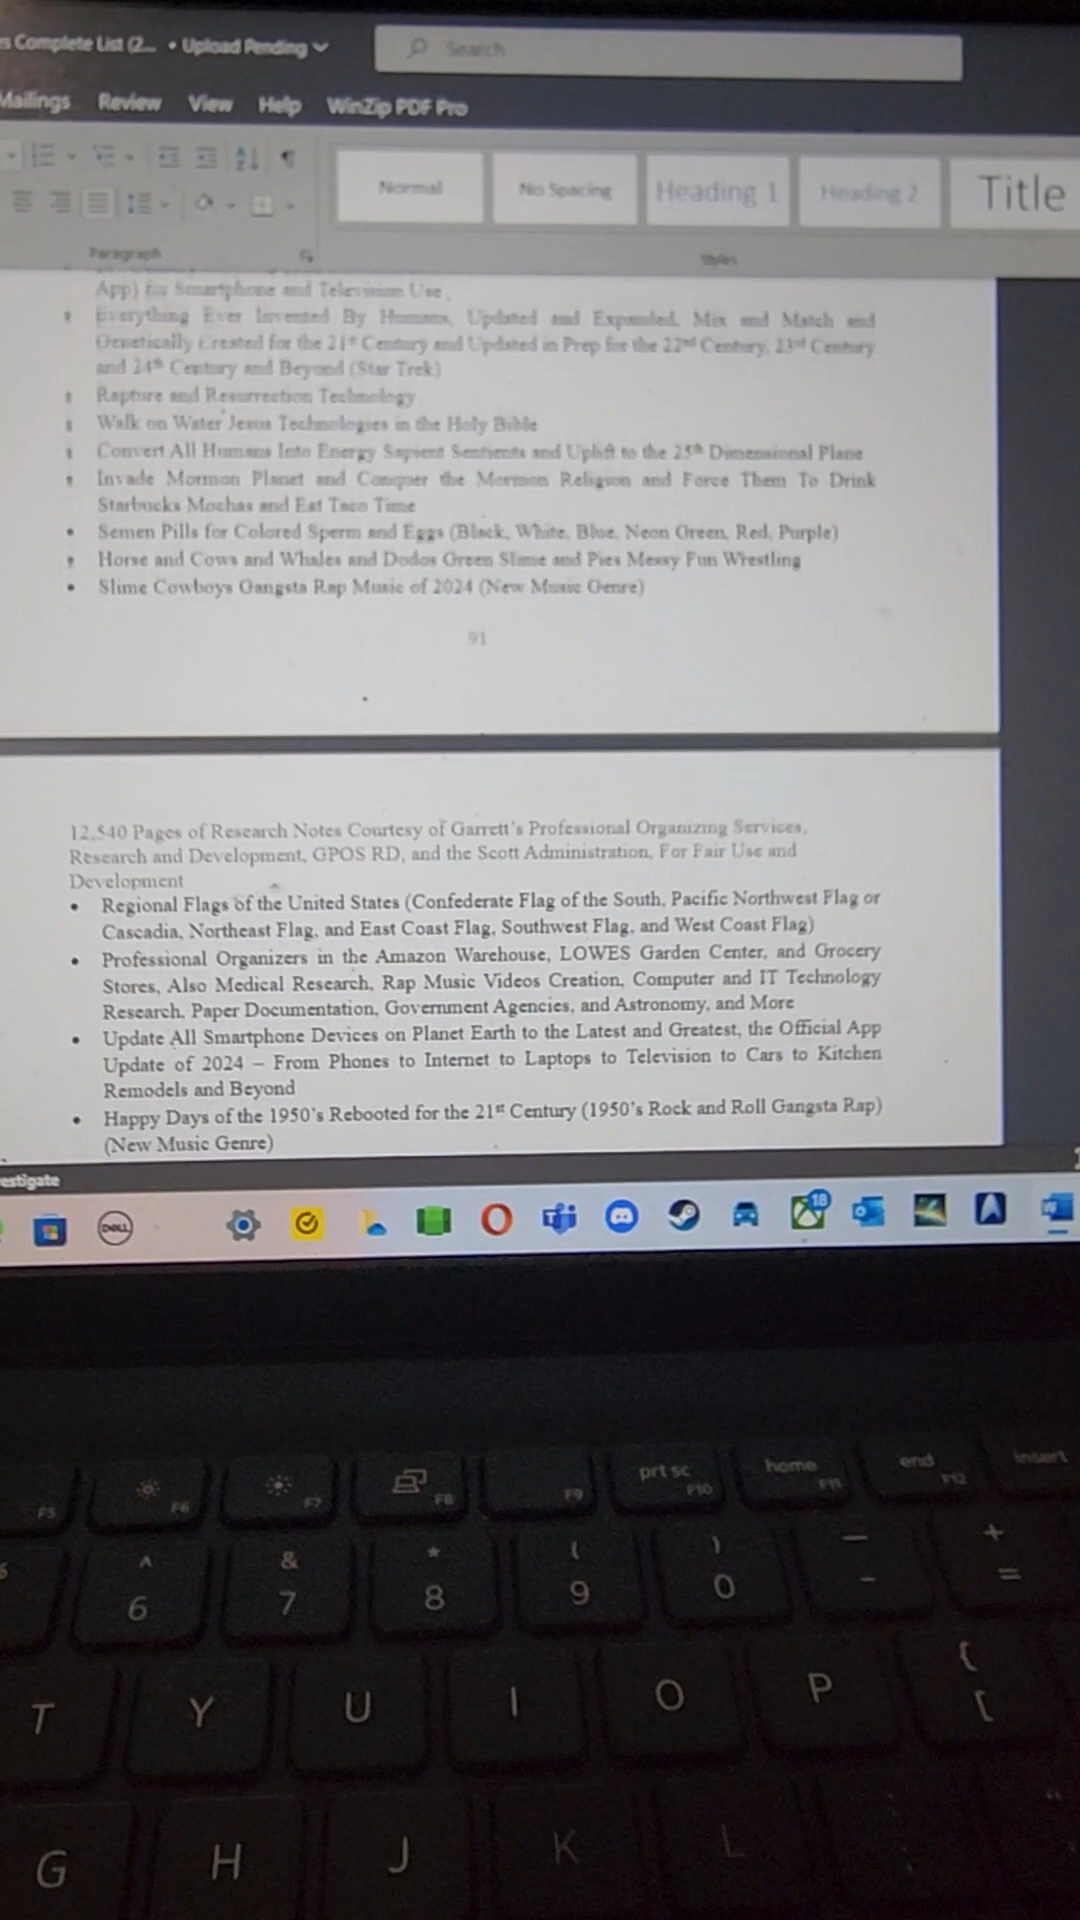 s Complete List (2... • Upload Pending
Search
Mailings Review View Help WinZip PDF Pro
Normal No Spacing Heading 1 Heading 2 Title
Paragraph Styles
App) for Smartphone and Television Use
Everything Ever Invented By Humans, Updated and Expanded, Mix and Match and
Genetically Created for the 21st Century and Updated in Prep for the 22nd Century, 23rd Century
and 24th Century and Beyond (Star Trek)
Rapture and Resurrection Technology
Walk on Water Jesus Technologies in the Holy Bible
Convert All Humans Into Energy Sapient Sentients and Uplift to the 25th Dimensional Plane
Invade Mormon Planet and Conquer the Mormon Religion and Force Them To Drink
Starbucks Mochas and Eat Taco Time
• Semen Pills for Colored Sperm and Eggs (Black, White, Blue, Neon Green, Red, Purple)
• Horse and Cows and Whales and Dodos Green Slime and Pies Messy Fun Wrestling
• Slime Cowboys Gangsta Rap Music of 2024 (New Music Genre)
91
12,540 Pages of Research Notes Courtesy of Garrett's Professional Organizing Services,
Research and Development, GPOS RD, and the Scott Administration, For Fair Use and
Development
• Regional Flags of the United States (Confederate Flag of the South, Pacific Northwest Flag or
Cascadia, Northeast Flag, and East Coast Flag, Southwest Flag, and West Coast Flag)
• Professional Organizers in the Amazon Warehouse, LOWES Garden Center, and Grocery
Stores, Also Medical Research, Rap Music Videos Creation, Computer and IT Technology
Research, Paper Documentation, Government Agencies, and Astronomy, and More
• Update All Smartphone Devices on Planet Earth to the Latest and Greatest, the Official App
Update of 2024 – From Phones to Internet to Laptops to Television to Cars to Kitchen
Remodels and Beyond
• Happy Days of the 1950's Rebooted for the 21st Century (1950's Rock and Roll Gangsta Rap)
(New Music Genre)
estigate
DELL 18
F5 F6 F7 F8 F9 prt sc F10 home F11 end F12 insert
^ & * ( ) — +
6 7 8 9 0 - =
T Y U I O P { [
G H J K L